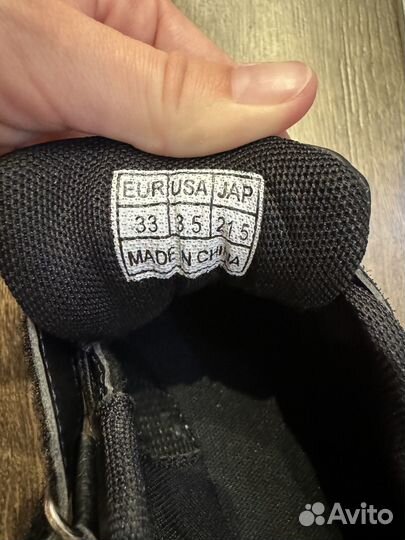 EUR USA JAP
33 3.5 21.5
MADE IN CHINA
Avito